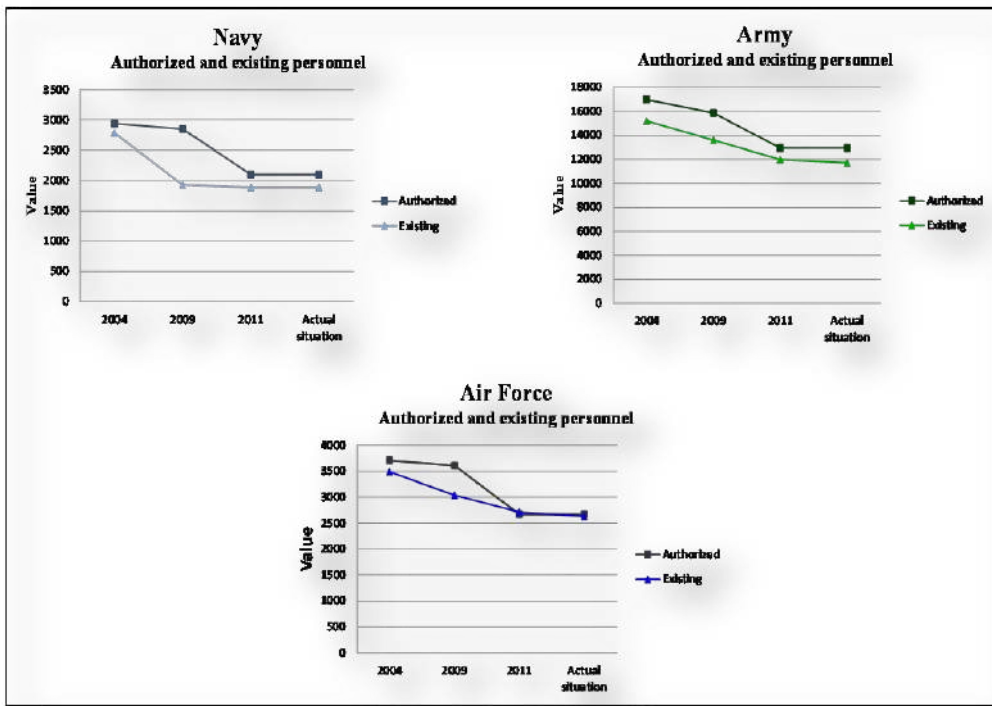 Navy
Authorized and existing personnel
3500
3000
2500
2000
1500
1000
500
0
Value
2004 2009 2011 Actual situation
Authorized
Existing
Army
Authorized and existing personnel
18000
16000
14000
12000
10000
8000
6000
4000
2000
0
Value
2004 2009 2011 Actual situation
Authorized
Existing
Air Force
Authorized and existing personnel
4000
3500
3000
2500
2000
1500
1000
500
0
Value
2004 2009 2011 Actual situation
Authorized
Existing